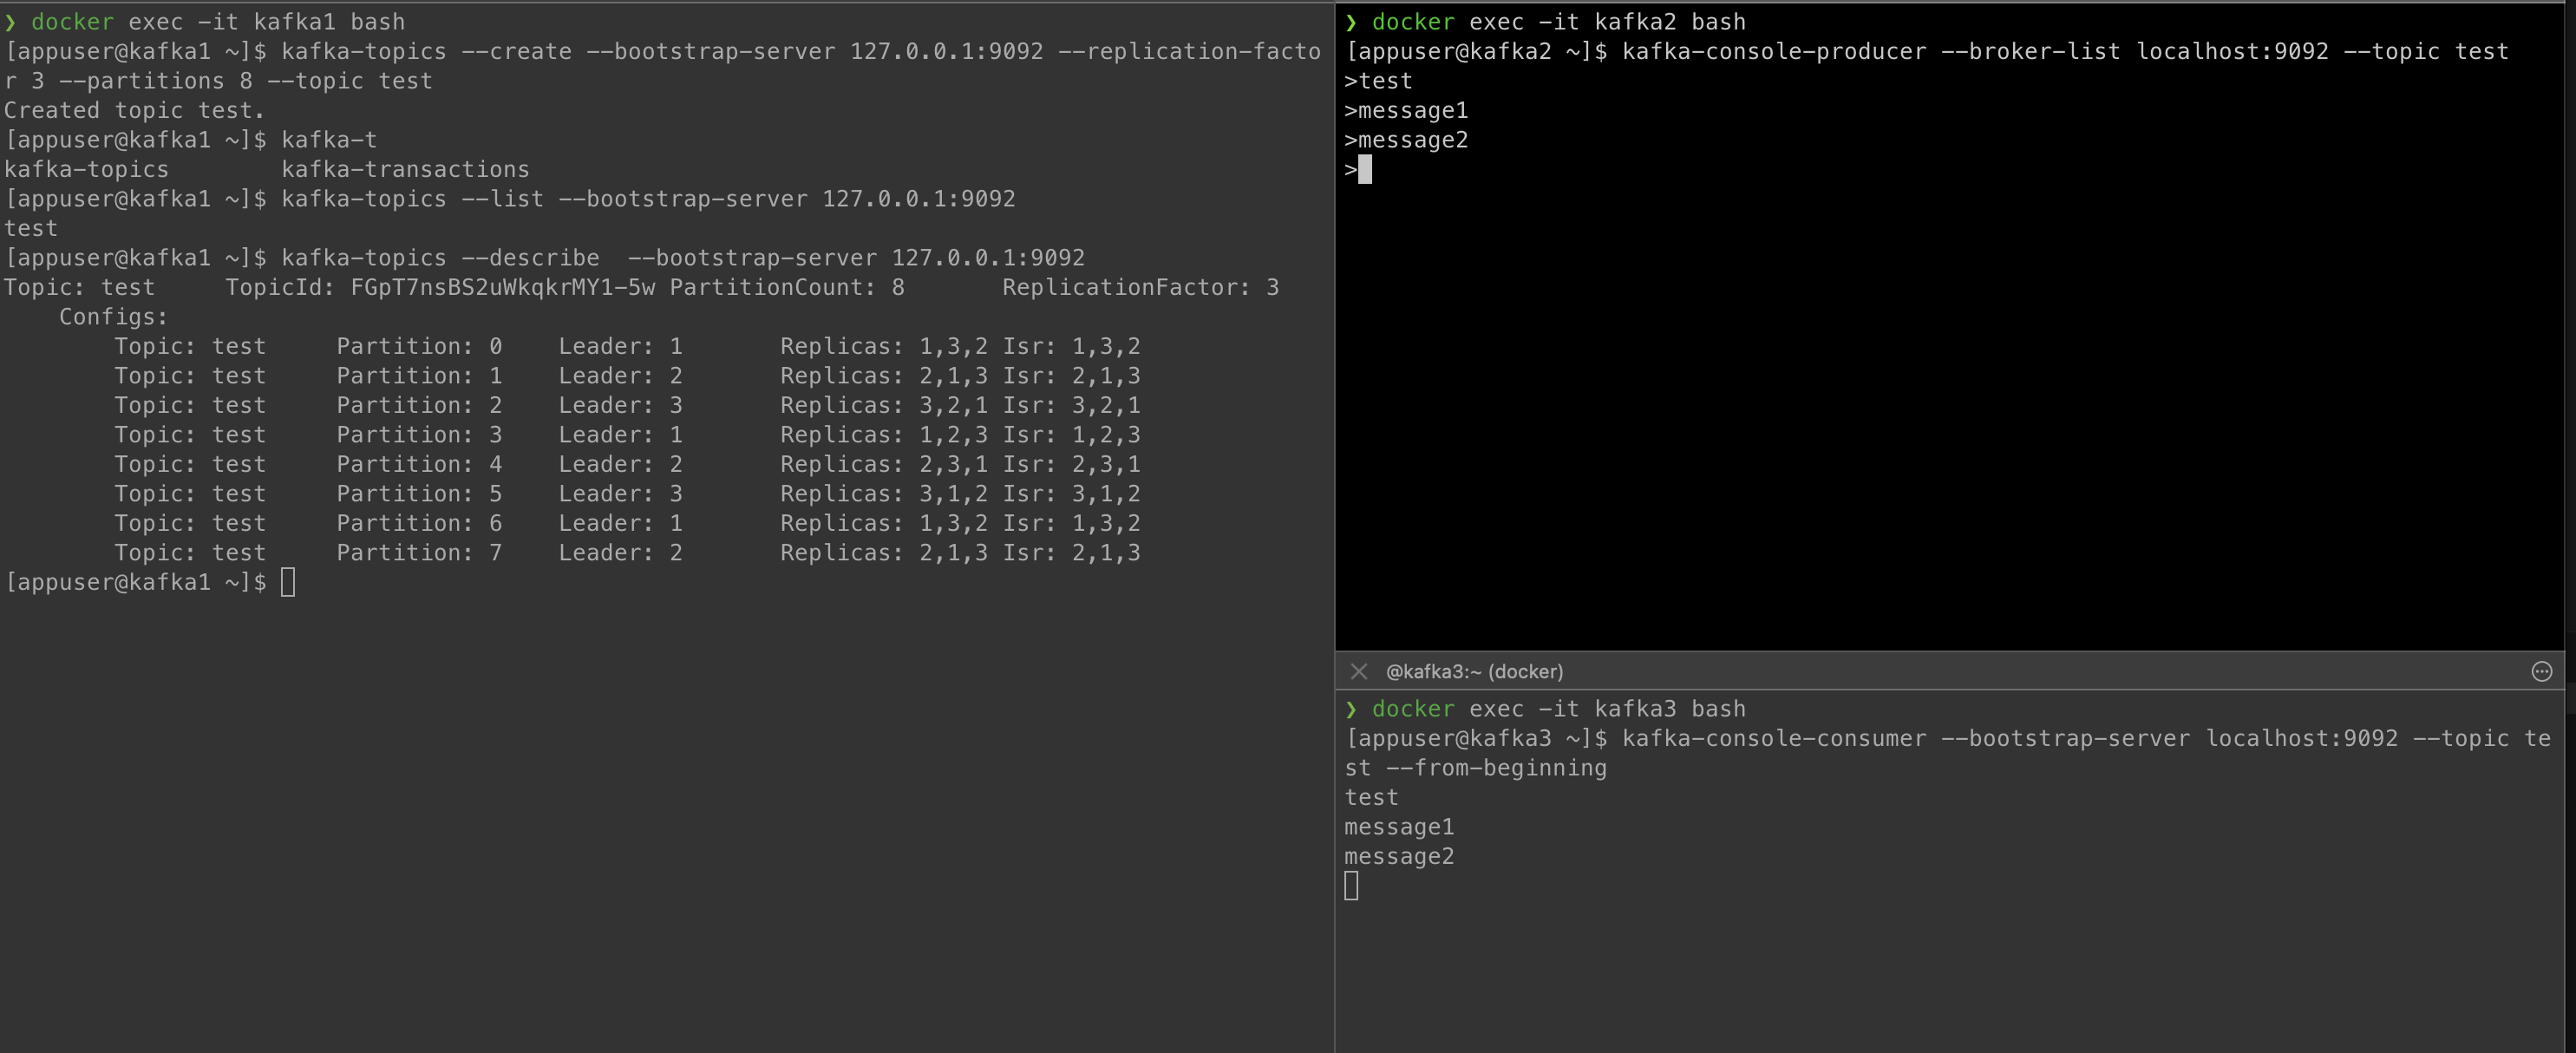 ❯ docker exec -it kafka1 bash
[appuser@kafka1 ~]$ kafka-topics --create --bootstrap-server 127.0.0.1:9092 --replication-facto
r 3 --partitions 8 --topic test
Created topic test.
[appuser@kafka1 ~]$ kafka-t
kafka-topics        kafka-transactions
[appuser@kafka1 ~]$ kafka-topics --list --bootstrap-server 127.0.0.1:9092
test
[appuser@kafka1 ~]$ kafka-topics --describe  --bootstrap-server 127.0.0.1:9092
Topic: test     TopicId: FGpT7nsBS2uWkqkrMY1-5w PartitionCount: 8       ReplicationFactor: 3
    Configs:
        Topic: test     Partition: 0    Leader: 1       Replicas: 1,3,2 Isr: 1,3,2
        Topic: test     Partition: 1    Leader: 2       Replicas: 2,1,3 Isr: 2,1,3
        Topic: test     Partition: 2    Leader: 3       Replicas: 3,2,1 Isr: 3,2,1
        Topic: test     Partition: 3    Leader: 1       Replicas: 1,2,3 Isr: 1,2,3
        Topic: test     Partition: 4    Leader: 2       Replicas: 2,3,1 Isr: 2,3,1
        Topic: test     Partition: 5    Leader: 3       Replicas: 3,1,2 Isr: 3,1,2
        Topic: test     Partition: 6    Leader: 1       Replicas: 1,3,2 Isr: 1,3,2
        Topic: test     Partition: 7    Leader: 2       Replicas: 2,1,3 Isr: 2,1,3
[appuser@kafka1 ~]$
❯ docker exec -it kafka2 bash
[appuser@kafka2 ~]$ kafka-console-producer --broker-list localhost:9092 --topic test
>test
>message1
>message2
>
@kafka3:~ (docker)
❯ docker exec -it kafka3 bash
[appuser@kafka3 ~]$ kafka-console-consumer --bootstrap-server localhost:9092 --topic te
st --from-beginning
test
message1
message2